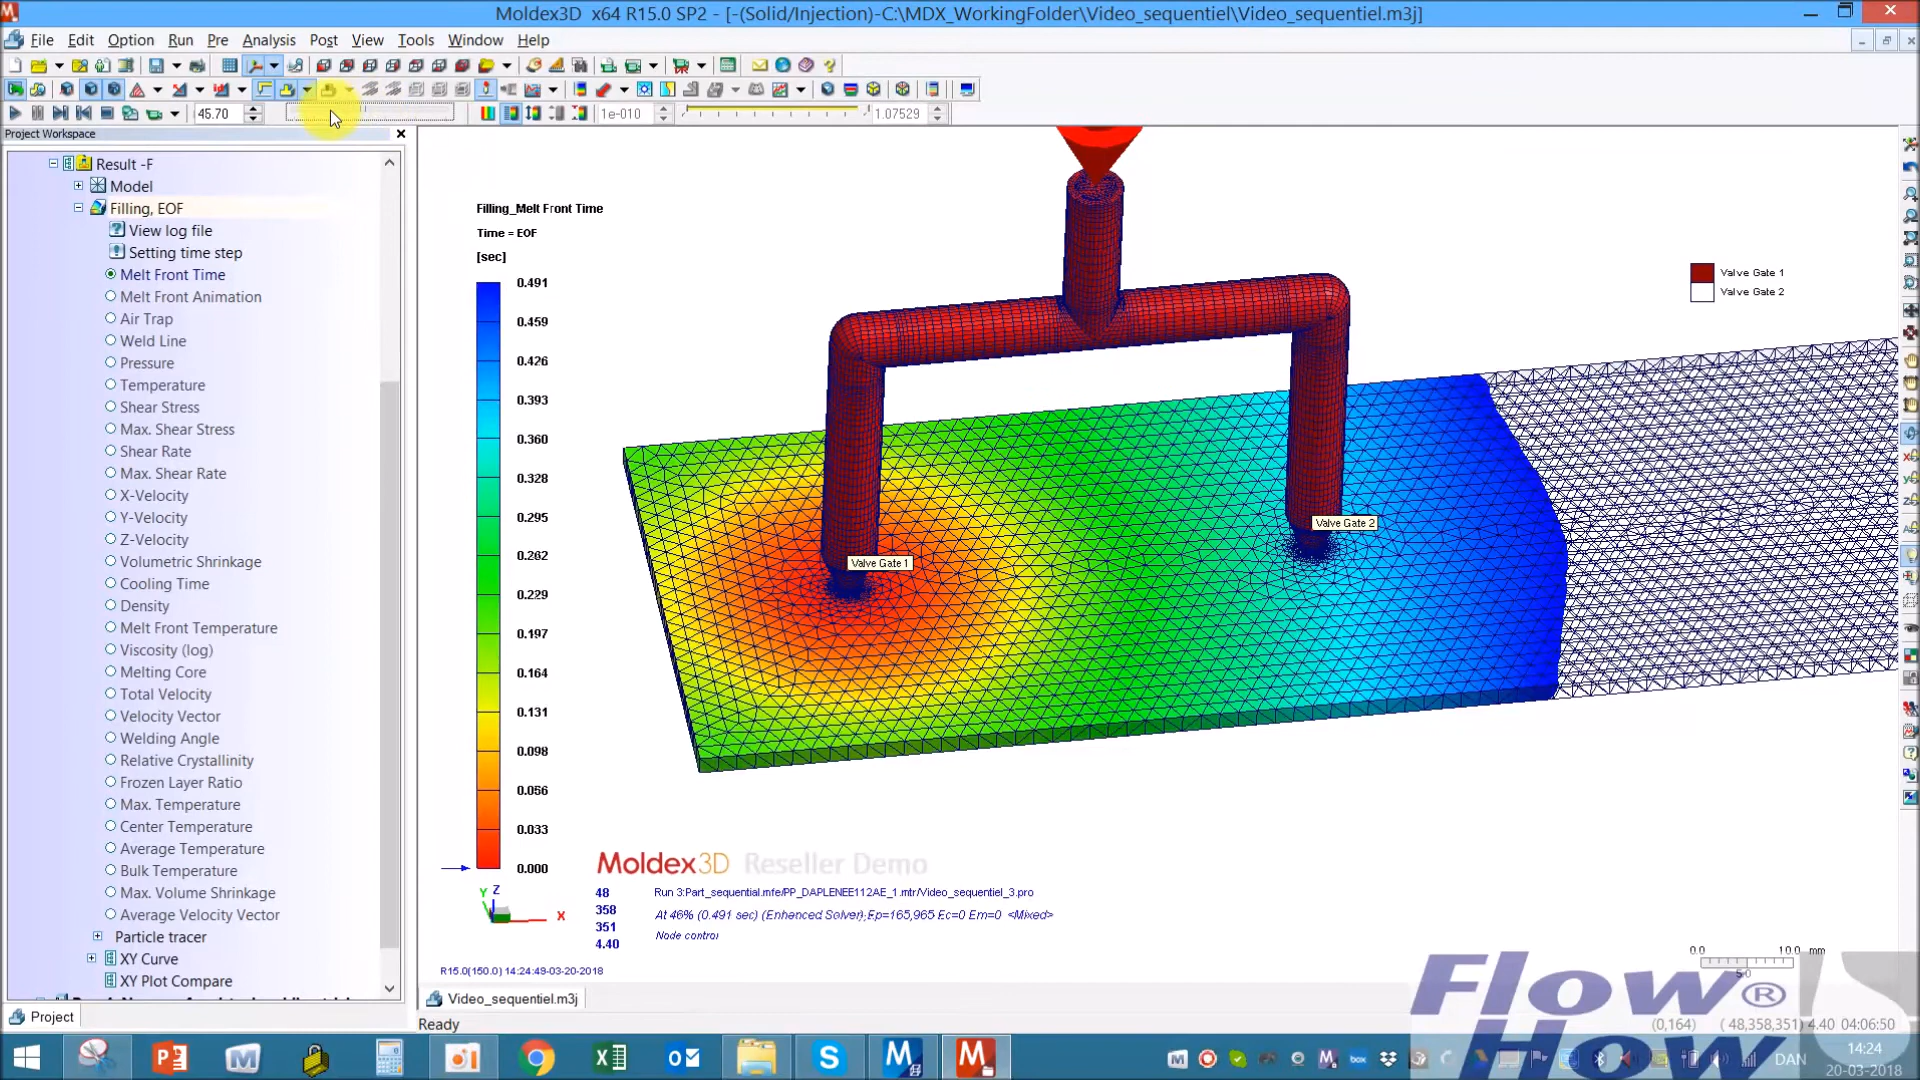 Moldex3D x64 R15.0 SP2 - [-(Solid/Injection)-C:\MDX_WorkingFolder\Video_sequentiel\Video_sequentiel.m3j]
File Edit Option Run Pre Analysis Post View Tools Window Help
45.70
1e-010
1.07529
Project Workspace
Result -F
Model
Filling, EOF
View log file
Setting time step
Melt Front Time
Melt Front Animation
Air Trap
Weld Line
Pressure
Temperature
Shear Stress
Max. Shear Stress
Shear Rate
Max. Shear Rate
X-Velocity
Y-Velocity
Z-Velocity
Volumetric Shrinkage
Cooling Time
Density
Melt Front Temperature
Viscosity (log)
Melting Core
Total Velocity
Velocity Vector
Welding Angle
Relative Crystallinity
Frozen Layer Ratio
Max. Temperature
Center Temperature
Average Temperature
Bulk Temperature
Max. Volume Shrinkage
Average Velocity Vector
Particle tracer
XY Curve
XY Plot Compare
Project
Filling_Melt Front Time
Time = EOF
[sec]
0.491
0.459
0.426
0.393
0.360
0.328
0.295
0.262
0.229
0.197
0.164
0.131
0.098
0.056
0.033
0.000
Valve Gate 1
Valve Gate 2
Valve Gate 1
Valve Gate 2
Moldex3D Reseller Demo
48
358
351
4.40
Run 3:Part_sequential.mfe/PP_DAPLENEE112AE_1.mtr/Video_sequentiel_3.pro
At 46% (0.491 sec) (Enhanced Solver);Ep=165,965 Ec=0 Em=0 <Mixed>
Node control
Y Z
X
R15.0(150.0) 14:24:49-03-20-2018
0.0 10.0 mm
5.0
Video_sequentiel.m3j
Ready
(0,164) ( 48,358,351) 4.40 04:06:50
Flow®
How
DAN
14:24
20-03-2018